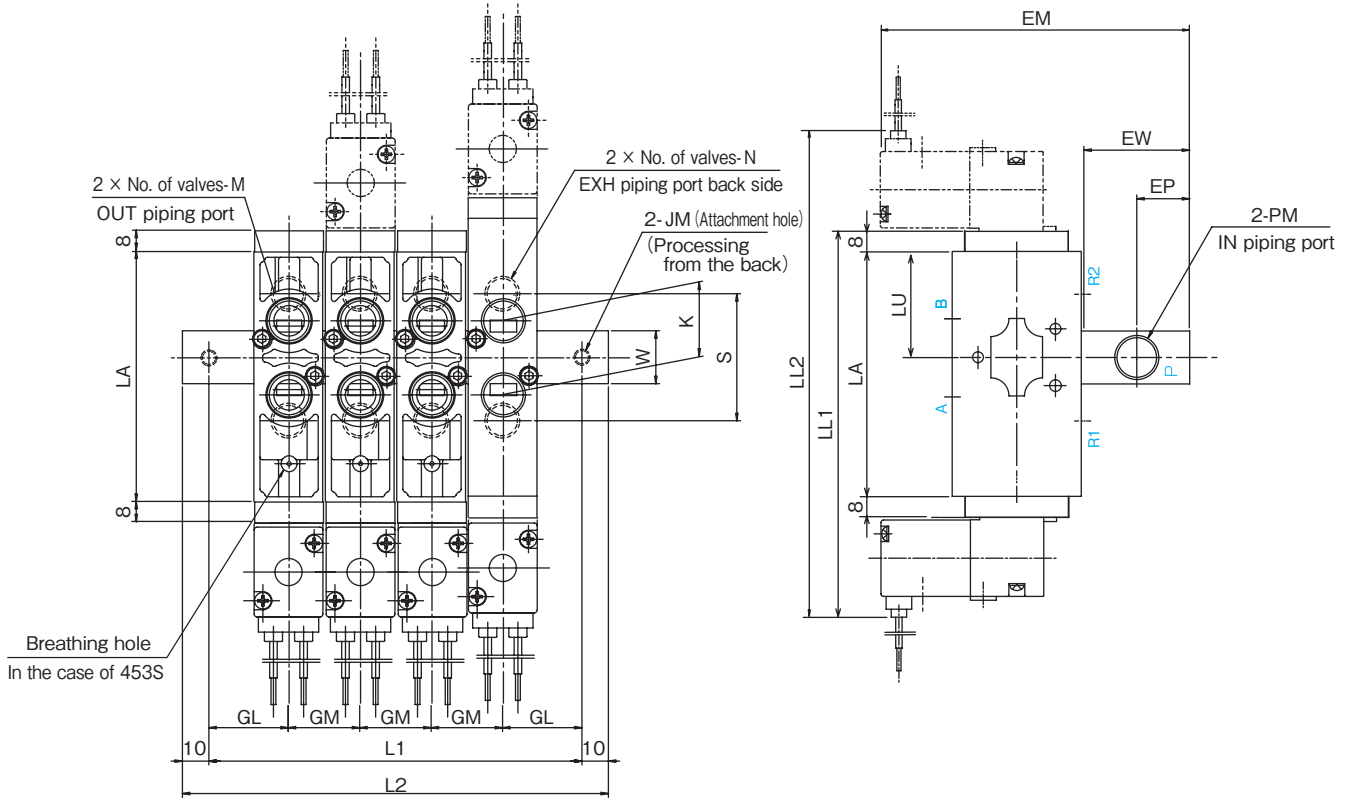 EM
2 × No. of valves-N
EXH piping port back side
2 × No. of valves-M
OUT piping port
2-JM (Attachment hole)
(Processing
from the back)
EW
EP
2-PM
IN piping port
8
LA
8
K
S
W
LL2
LL1
8
LA
8
LU
B
A
R2
R1
P
Breathing hole
In the case of 453S
GL
GM
GM
GM
GL
10
L1
10
L2